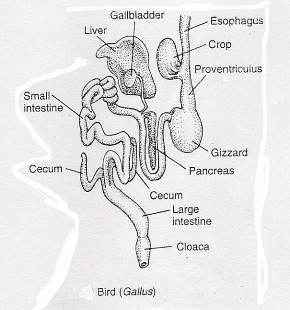 Gallbladder
Esophagus
Liver
Crop
Proventriculus
Small
intestine
Gizzard
Pancreas
Cecum
Cecum
Large
intestine
Cloaca
Bird (Gallus)